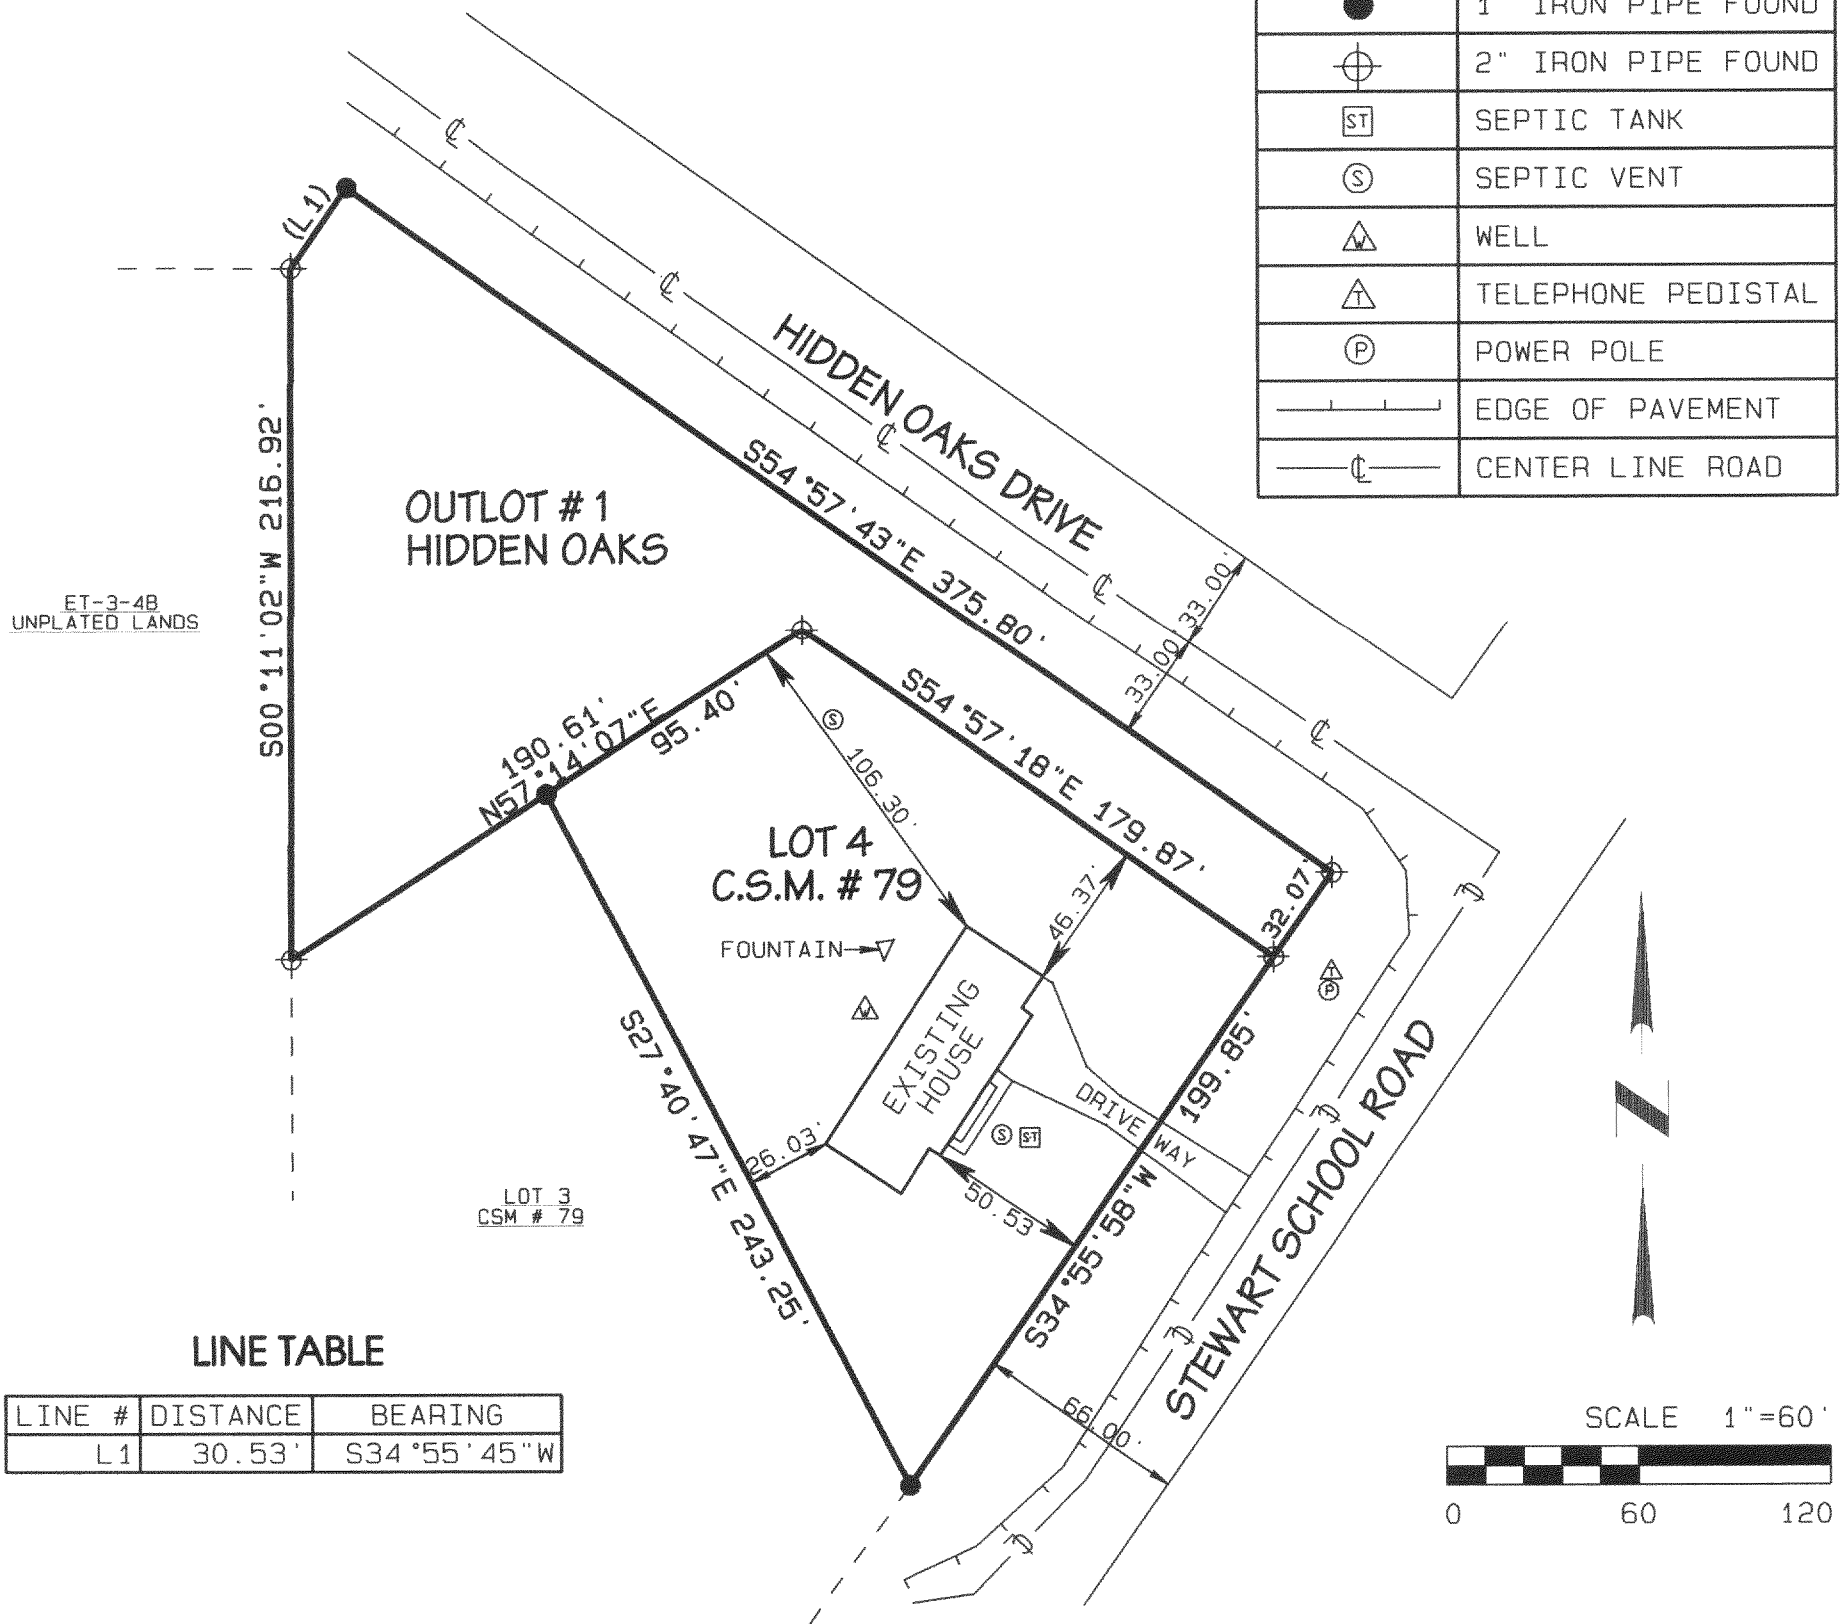 1" IRON PIPE FOUND
2" IRON PIPE FOUND
ST SEPTIC TANK
S SEPTIC VENT
W WELL
T TELEPHONE PEDISTAL
P POWER POLE
EDGE OF PAVEMENT
℄ CENTER LINE ROAD
℄
(L1)
℄
HIDDEN OAKS DRIVE
℄
S54°57'43"E 375.80'
S00°11'02"W 216.92'
OUTLOT # 1
HIDDEN OAKS
ET-3-4B
UNPLATED LANDS
℄
33.00'
33.00'
℄
190.61'
N57°14'07"E
95.40'
S
106.30'
S54°57'18"E 179.87'
LOT 4
C.S.M. # 79
46.37'
32.07'
℄
FOUNTAIN
W
T
P
EXISTING
HOUSE
S27°40'47"E 243.25'
26.03'
S
ST
DRIVE WAY
50.53
199.85'
S34°55'58"W
℄
STEWART SCHOOL ROAD
LOT 3
CSM # 79
℄
66.00'
℄
N
LINE TABLE
LINE # DISTANCE BEARING
L1 30.53' S34°55'45"W
SCALE 1"=60'
0 60 120